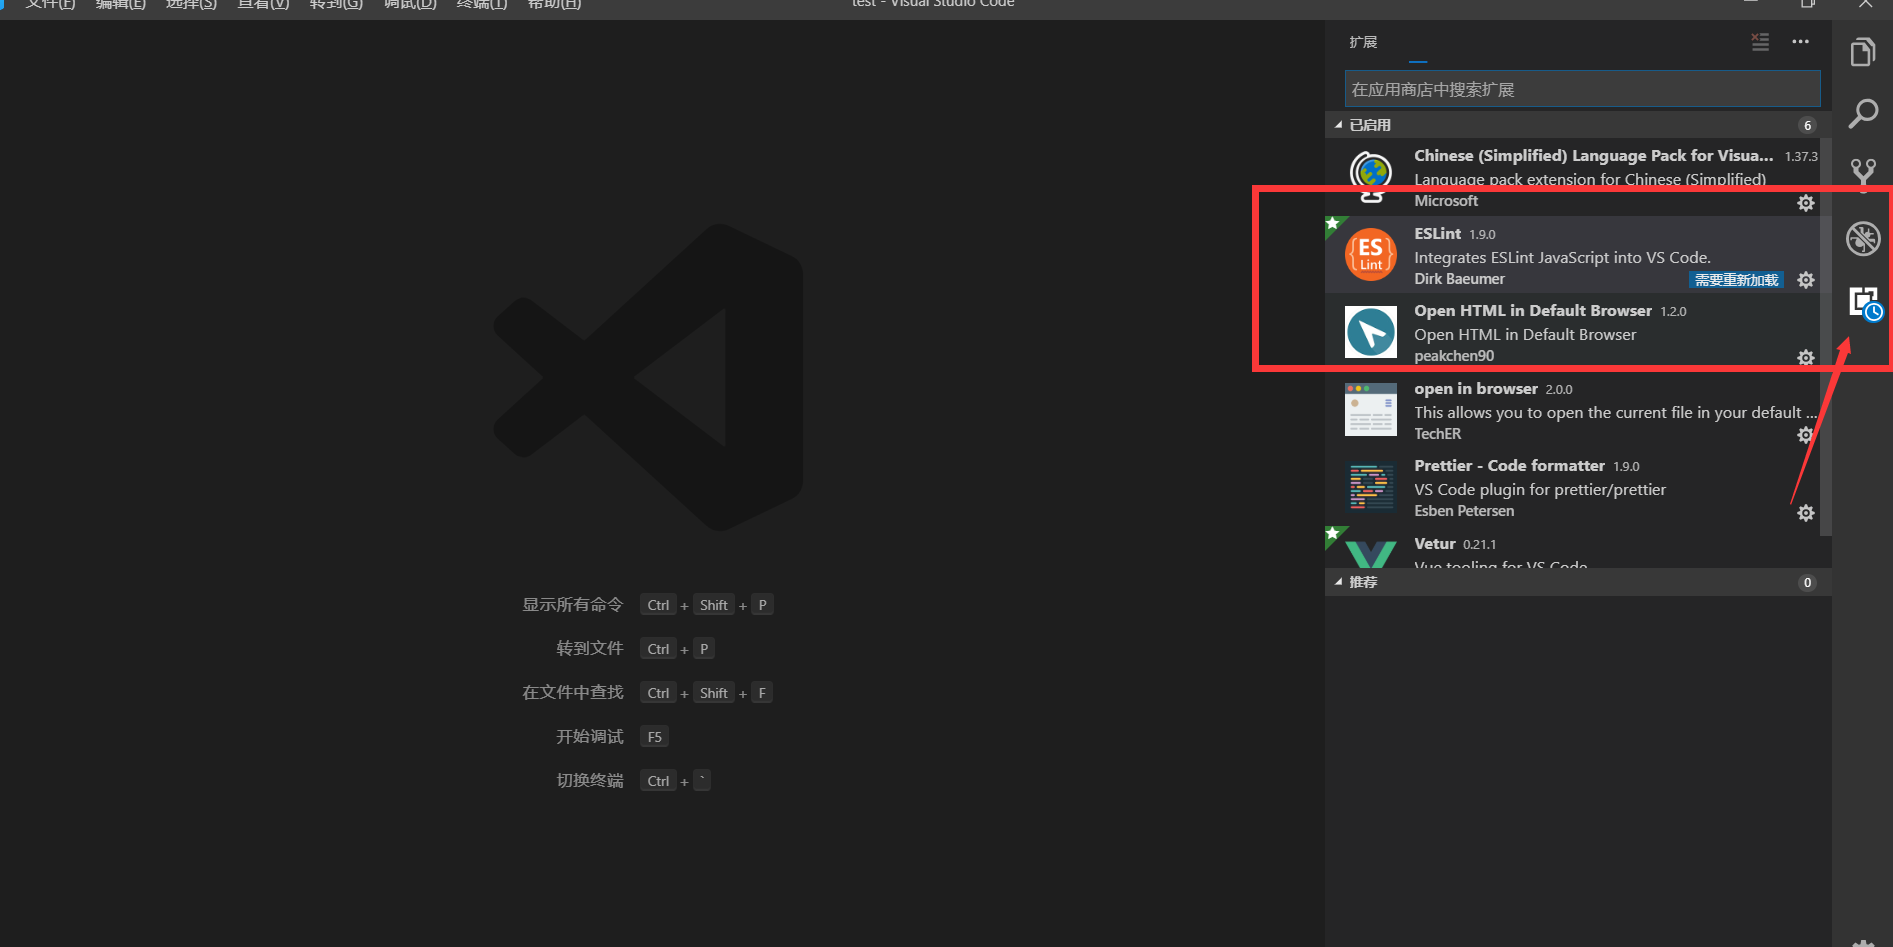 文件(F) 编辑(E) 选择(S) 查看(V) 转到(G) 调试(D) 终端(T) 帮助(H)
test - Visual Studio Code
扩展
在应用商店中搜索扩展
已启用 6
Chinese (Simplified) Language Pack for Visua... 1.37.3
Language pack extension for Chinese (Simplified)
Microsoft
ES
Lint
ESLint 1.9.0
Integrates ESLint JavaScript into VS Code.
Dirk Baeumer 需要重新加载
Open HTML in Default Browser 1.2.0
Open HTML in Default Browser
peakchen90
open in browser 2.0.0
This allows you to open the current file in your default ...
TechER
Prettier - Code formatter 1.9.0
VS Code plugin for prettier/prettier
Esben Petersen
Vetur 0.21.1
Vue tooling for VS Code
推荐 0
显示所有命令 Ctrl + Shift + P
转到文件 Ctrl + P
在文件中查找 Ctrl + Shift + F
开始调试 F5
切换终端 Ctrl + `